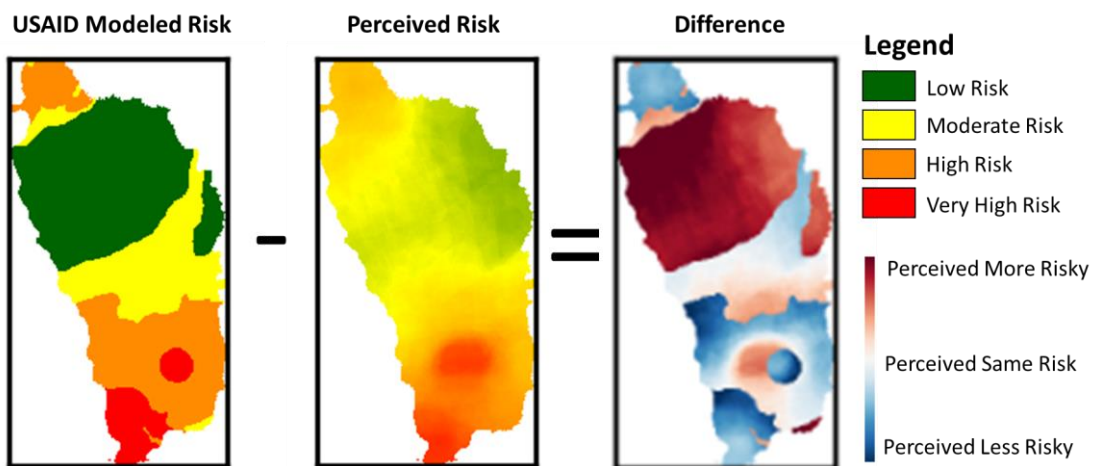 USAID Modeled Risk
Perceived Risk
Difference
-
=
Legend
Low Risk
Moderate Risk
High Risk
Very High Risk
Perceived More Risky
Perceived Same Risk
Perceived Less Risky